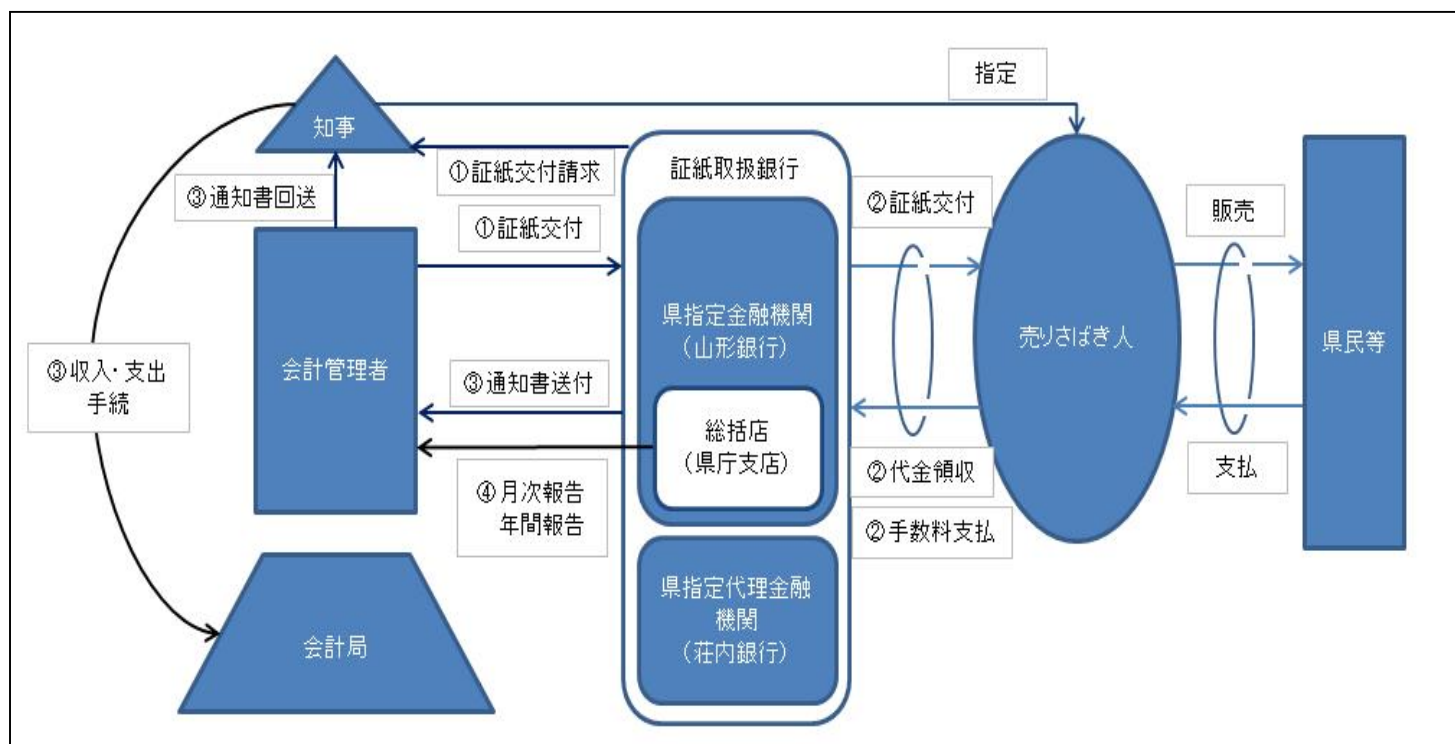 指定
知事
①証紙交付請求
証紙取扱銀行
③通知書回送
①証紙交付
②証紙交付
販売
県指定金融機関
(山形銀行)
売りさばき人
県民等
会計管理者
③収入・支出
手続
③通知書送付
総括店
(県庁支店)
②代金領収
支払
④月次報告
年間報告
②手数料支払
県指定代理金融
機関
(荘内銀行)
会計局